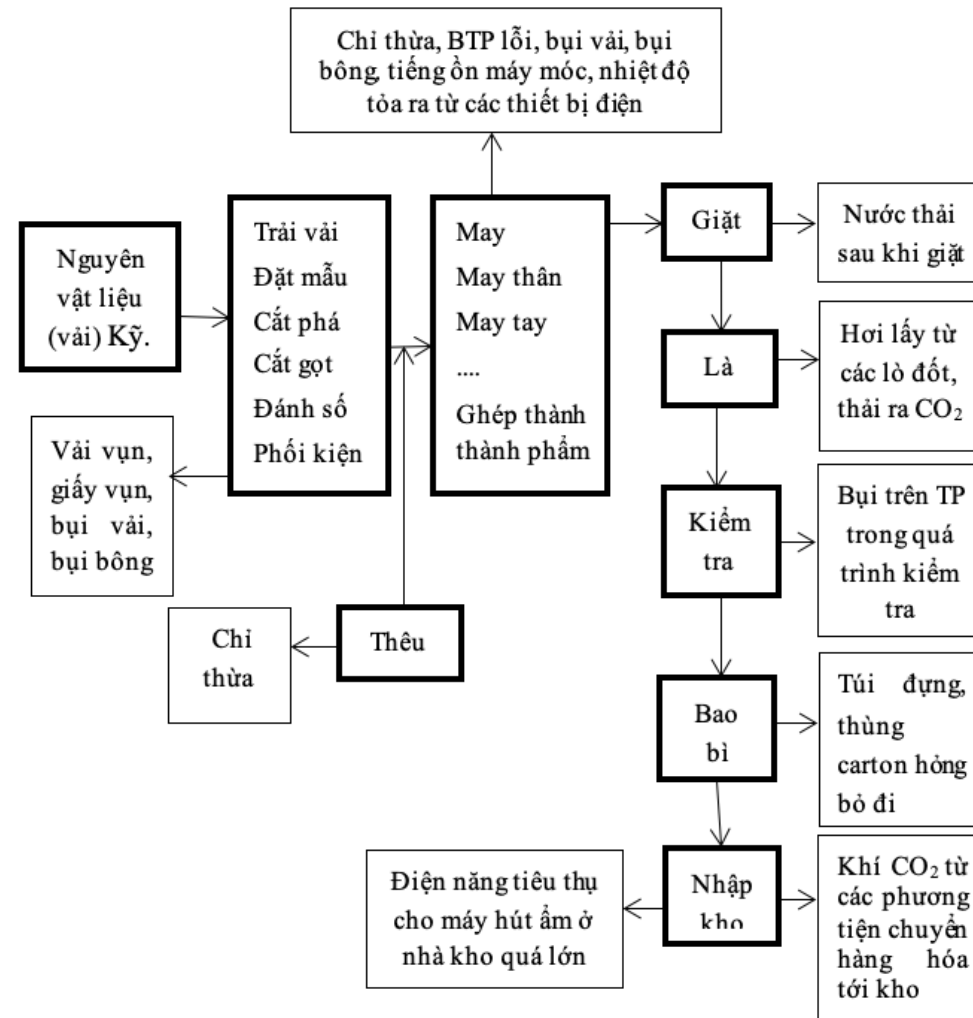 Chỉ thừa, BTP lỗi, bụi vải, bụi
bông, tiếng ồn máy móc, nhiệt độ
tỏa ra từ các thiết bị điện
Nguyên
vật liệu
(vải) Kỹ.
Trải vải
Đặt mẫu
Cắt phá
Cắt gọt
Đánh số
Phối kiện
May
May thân
May tay
....
Ghép thành
thành phẩm
Giặt
Nước thải
sau khi giặt
Là
Hơi lấy từ
các lò đốt,
thải ra CO₂
Vải vụn,
giấy vụn,
bụi vải,
bụi bông
Kiểm
tra
Bụi trên TP
trong quá
trình kiểm
tra
Chỉ
thừa
Thêu
Bao
bì
Túi đựng,
thùng
carton hỏng
bỏ đi
Điện năng tiêu thụ
cho máy hút ẩm ở
nhà kho quá lớn
Nhập
kho
Khí CO₂ từ
các phương
tiện chuyển
hàng hóa
tới kho